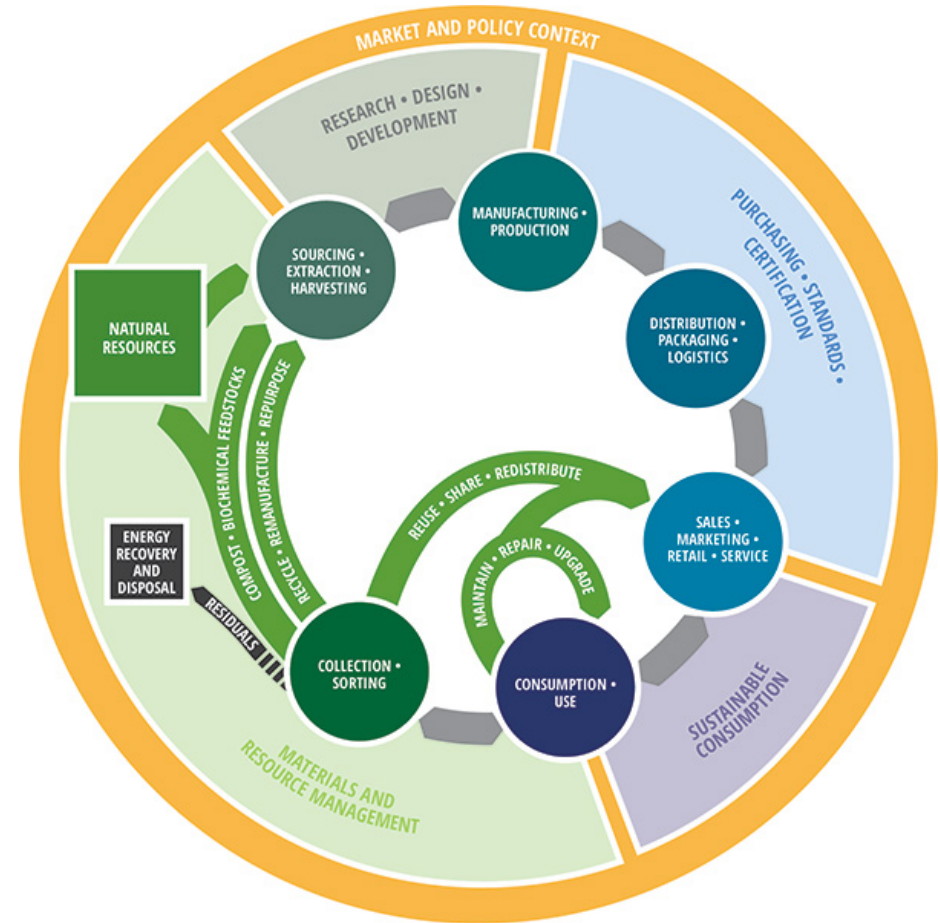 MARKET AND POLICY CONTEXT
RESEARCH • DESIGN •
DEVELOPMENT
PURCHASING • STANDARDS •
CERTIFICATION
MANUFACTURING •
PRODUCTION
SOURCING •
EXTRACTION •
HARVESTING
NATURAL
RESOURCES
DISTRIBUTION •
PACKAGING •
LOGISTICS
COMPOST • BIOCHEMICAL FEEDSTOCKS
RECYCLE • REMANUFACTURE • REPURPOSE
REUSE • SHARE • REDISTRIBUTE
MAINTAIN • REPAIR • UPGRADE
SALES •
MARKETING •
RETAIL • SERVICE
ENERGY
RECOVERY
AND
DISPOSAL
RESIDUALS
COLLECTION •
SORTING
CONSUMPTION •
USE
SUSTAINABLE
CONSUMPTION
MATERIALS AND
RESOURCE MANAGEMENT